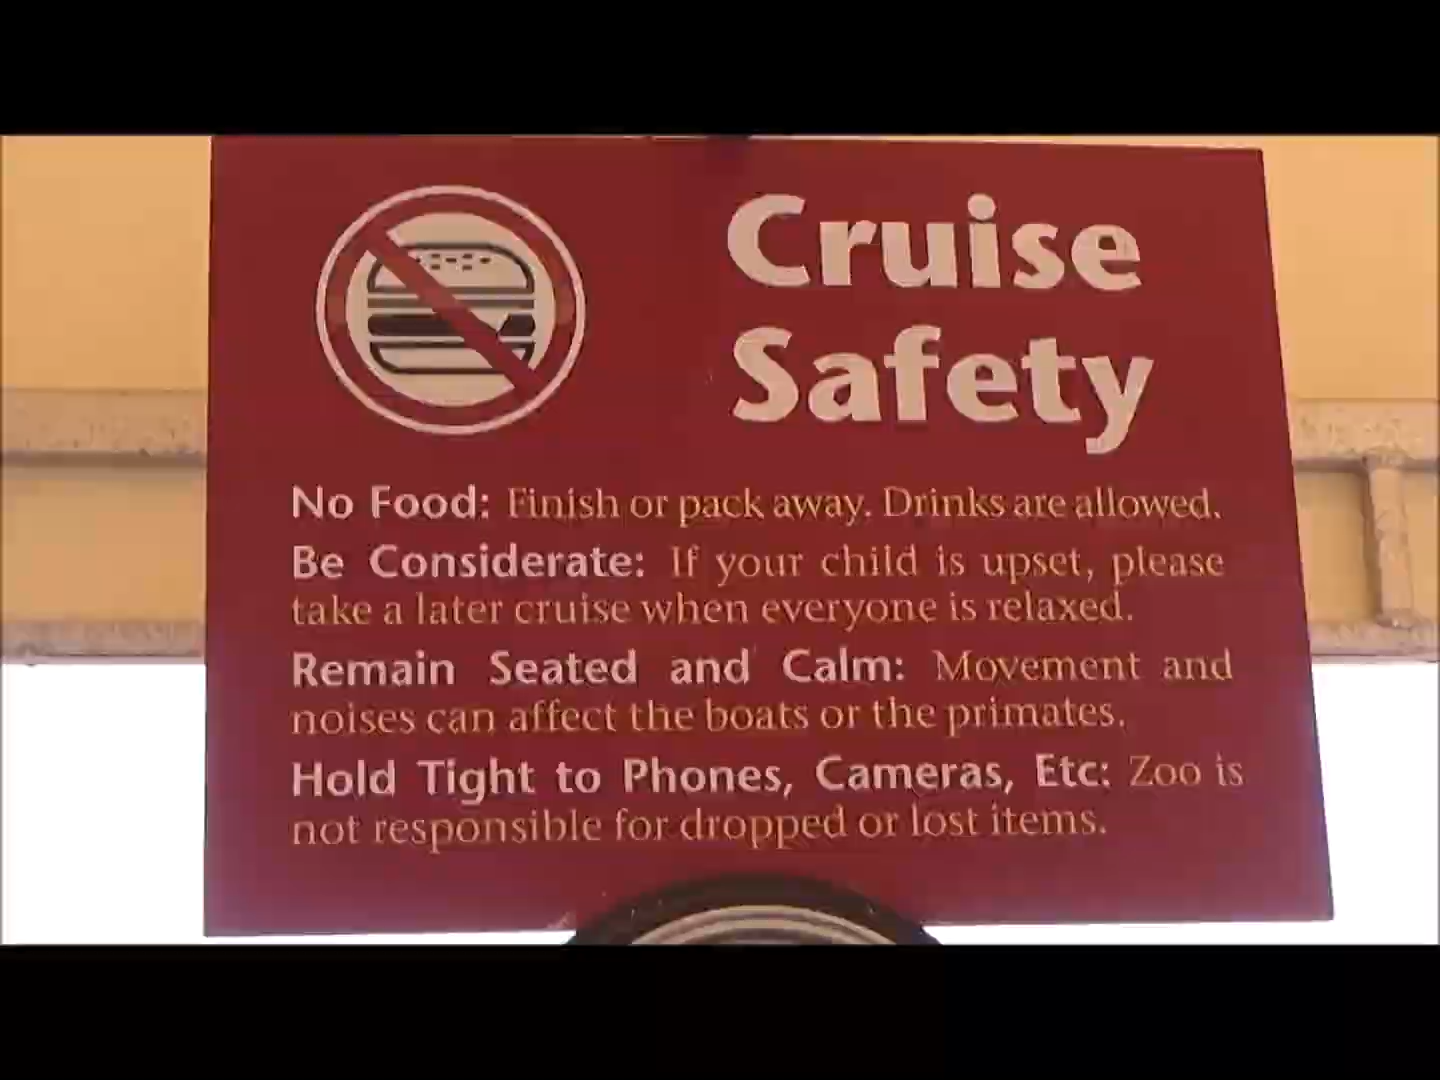 Cruise
Safety
No Food: Finish or pack away. Drinks are allowed.
Be Considerate: If your child is upset, please
take a later cruise when everyone is relaxed.
Remain Seated and Calm: Movement and
noises can affect the boats or the primates.
Hold Tight to Phones, Cameras, Etc: Zoo is
not responsible for dropped or lost items.